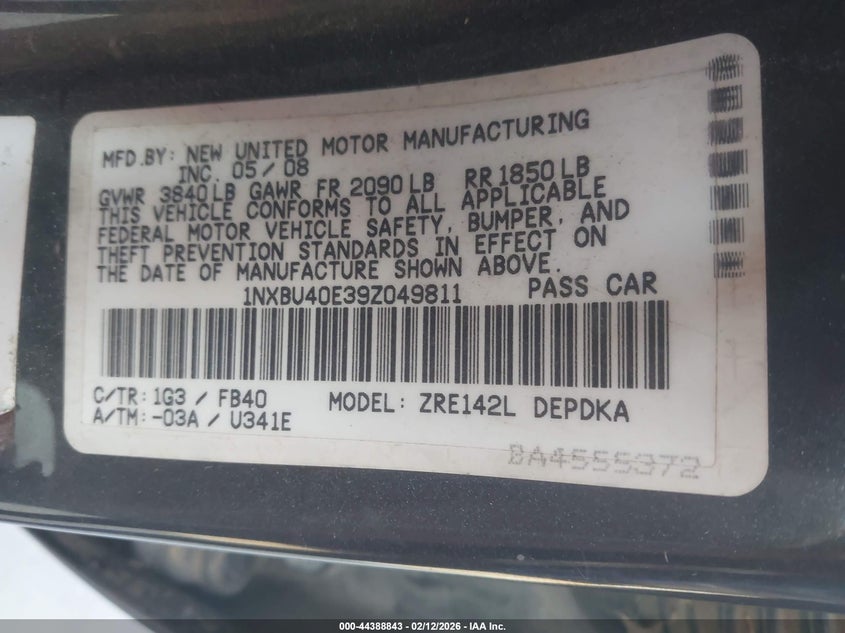 MFD.BY: NEW UNITED MOTOR MANUFACTURING
INC. 05/08
GVWR 3840LB GAWR FR 2090LB RR 1850LB
THIS VEHICLE CONFORMS TO ALL APPLICABLE
FEDERAL MOTOR VEHICLE SAFETY, BUMPER, AND
THEFT PREVENTION STANDARDS IN EFFECT ON
THE DATE OF MANUFACTURE SHOWN ABOVE.
1NXBU40E39Z049811 PASS CAR
C/TR: 1G3 / FB40 MODEL: ZRE142L DEPDKA
A/TM: -03A / U341E
BA4555372
000-44388843 - 02/12/2026 - IAA Inc.